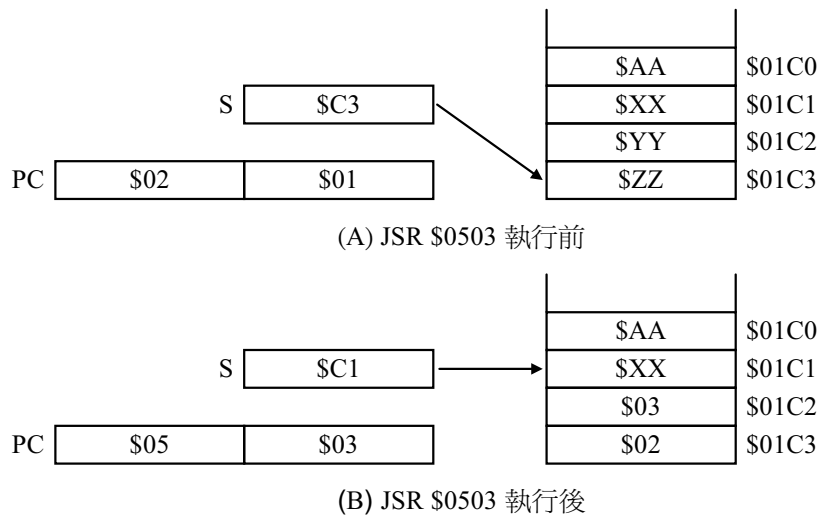 $AA $01C0
S $C3 $XX $01C1
$YY $01C2
PC $02 $01 $ZZ $01C3
(A) JSR $0503 執行前
$AA $01C0
S $C1 $XX $01C1
$03 $01C2
PC $05 $03 $02 $01C3
(B) JSR $0503 執行後